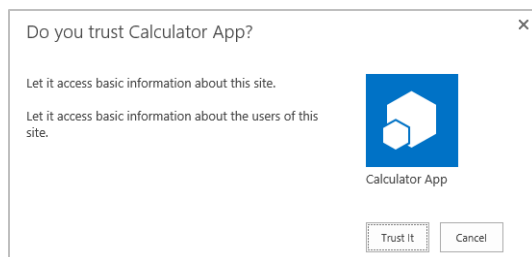 Do you trust Calculator App?
Let it access basic information about this site.
Let it access basic information about the users of this
site.
Calculator App
Trust It
Cancel